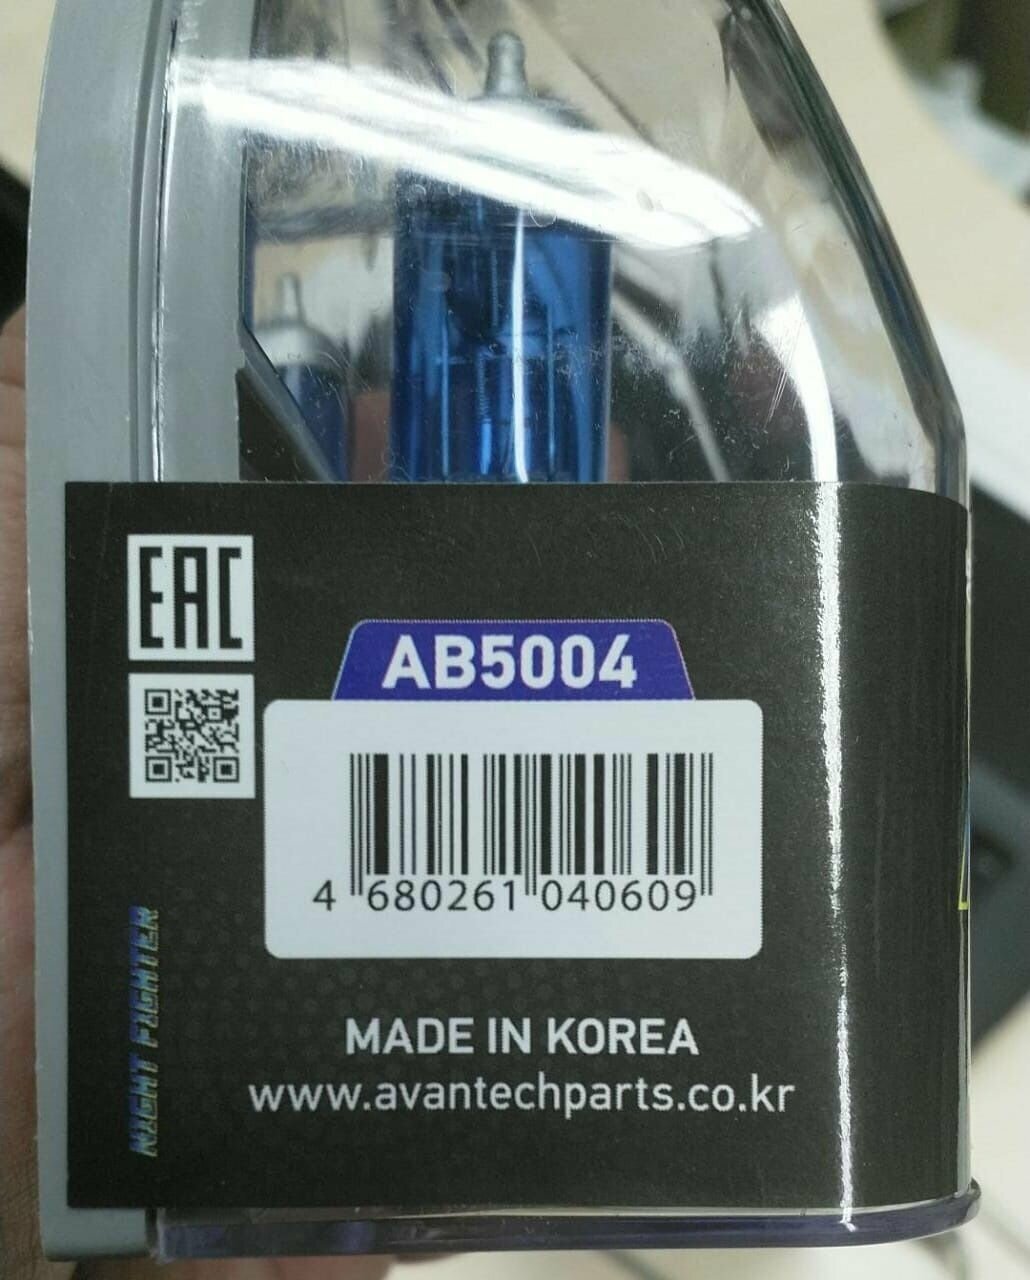 EAC
AB5004
4 680261 040609
NIGHT FIGHTER
MADE IN KOREA
www.avantechparts.co.kr